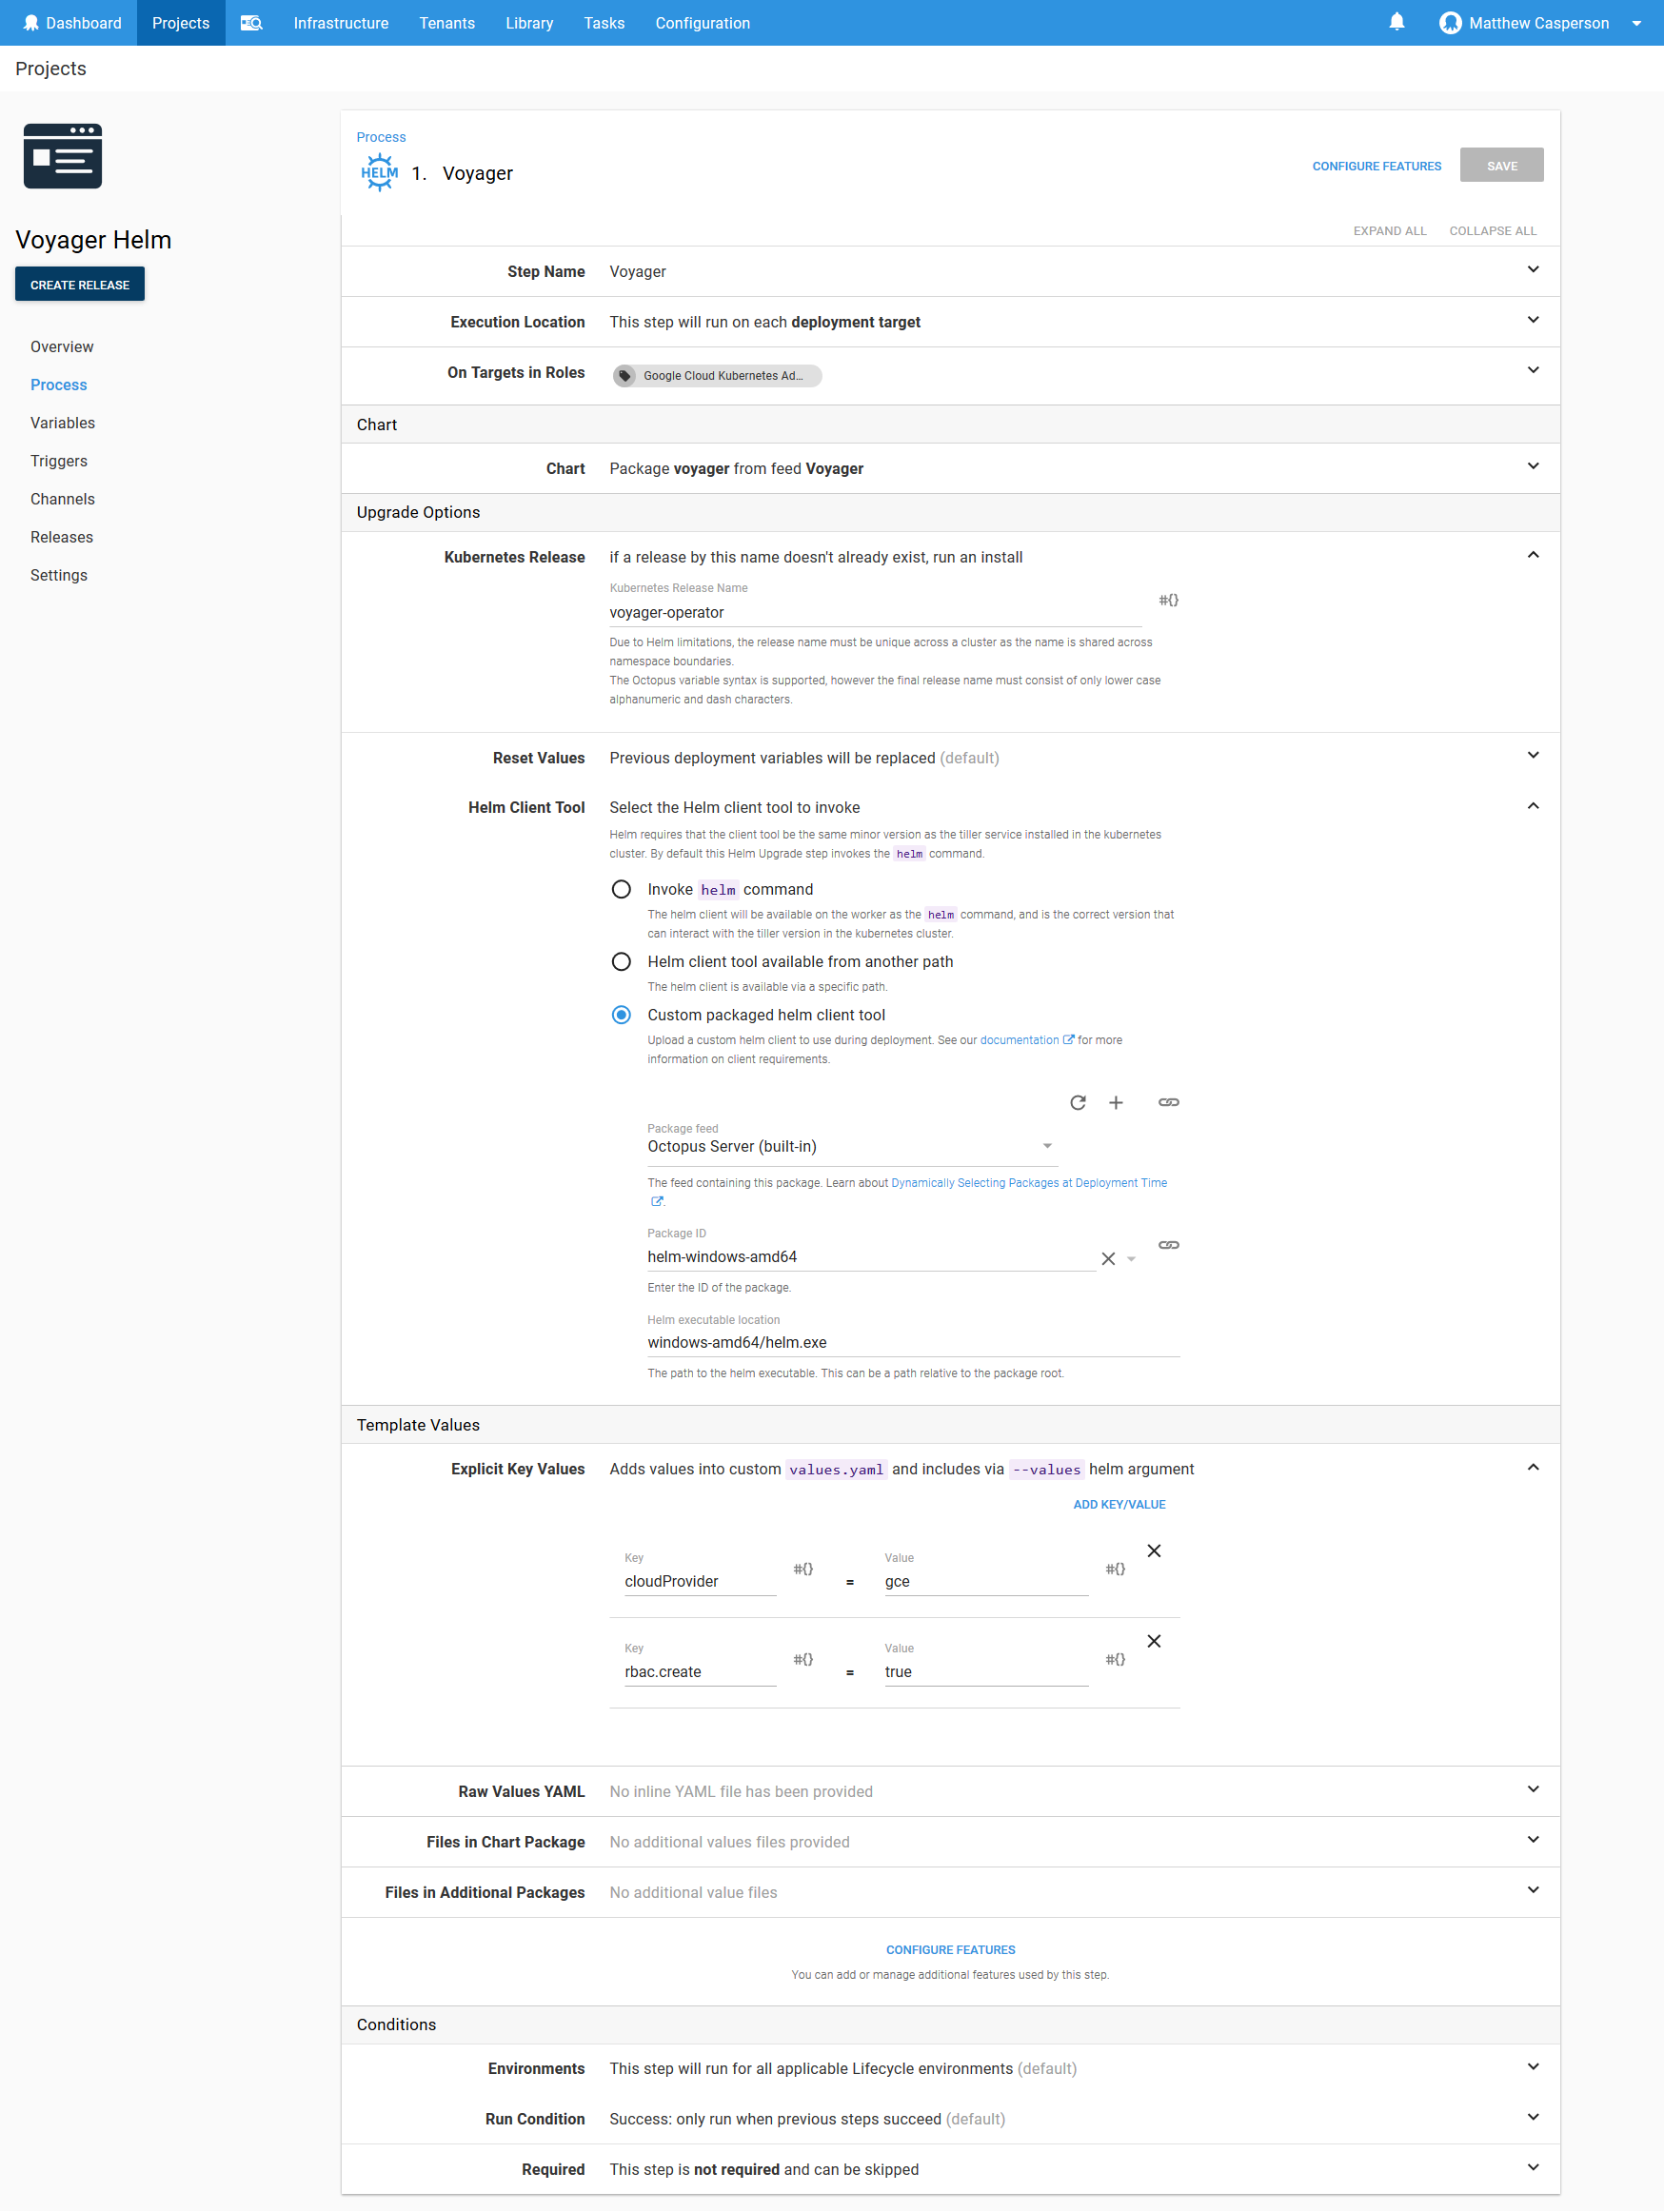 Dashboard Projects Infrastructure Tenants Library Tasks Configuration Matthew Casperson
Projects
Voyager Helm
CREATE RELEASE
Overview
Process
Variables
Triggers
Channels
Releases
Settings
Process
HELM 1. Voyager
CONFIGURE FEATURES SAVE
EXPAND ALL COLLAPSE ALL
Step Name Voyager
Execution Location This step will run on each deployment target
On Targets in Roles Google Cloud Kubernetes Ad...
Chart
Chart Package voyager from feed Voyager
Upgrade Options
Kubernetes Release if a release by this name doesn't already exist, run an install
Kubernetes Release Name
voyager-operator #{}
Due to Helm limitations, the release name must be unique across a cluster as the name is shared across
namespace boundaries.
The Octopus variable syntax is supported, however the final release name must consist of only lower case
alphanumeric and dash characters.
Reset Values Previous deployment variables will be replaced (default)
Helm Client Tool Select the Helm client tool to invoke
Helm requires that the client tool be the same minor version as the tiller service installed in the kubernetes
cluster. By default this Helm Upgrade step invokes the helm command.
Invoke helm command
The helm client will be available on the worker as the helm command, and is the correct version that
can interact with the tiller version in the kubernetes cluster.
Helm client tool available from another path
The helm client is available via a specific path.
Custom packaged helm client tool
Upload a custom helm client to use during deployment. See our documentation for more
information on client requirements.
Package feed
Octopus Server (built-in)
The feed containing this package. Learn about Dynamically Selecting Packages at Deployment Time
.
Package ID
helm-windows-amd64
Enter the ID of the package.
Helm executable location
windows-amd64/helm.exe
The path to the helm executable. This can be a path relative to the package root.
Template Values
Explicit Key Values Adds values into custom values.yaml and includes via --values helm argument
ADD KEY/VALUE
Key Value
cloudProvider #{} = gce #{}
Key Value
rbac.create #{} = true #{}
Raw Values YAML No inline YAML file has been provided
Files in Chart Package No additional values files provided
Files in Additional Packages No additional value files
CONFIGURE FEATURES
You can add or manage additional features used by this step.
Conditions
Environments This step will run for all applicable Lifecycle environments (default)
Run Condition Success: only run when previous steps succeed (default)
Required This step is not required and can be skipped